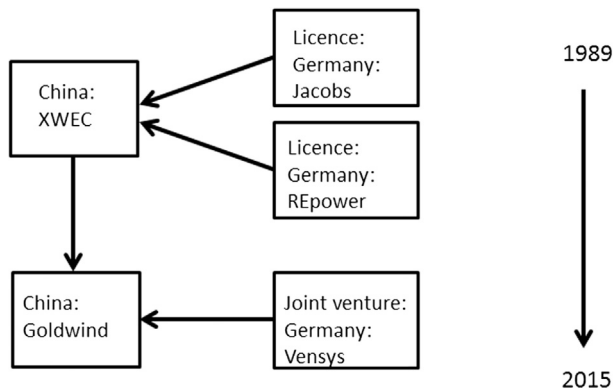 Licence:
Germany:
Jacobs
1989
China:
XWEC
Licence:
Germany:
REpower
China:
Goldwind
Joint venture:
Germany:
Vensys
2015